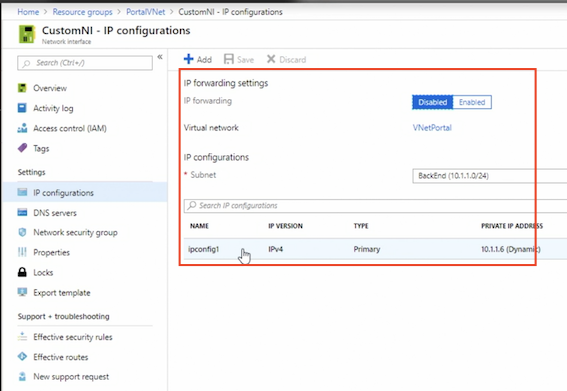 Home > Resource groups > PortalVNet > CustomNI - IP configurations
CustomNI - IP configurations
Network interface
Search (Ctrl+/)
Overview
Activity log
Access control (IAM)
Tags
Settings
IP configurations
DNS servers
Network security group
Properties
Locks
Export template
Support + troubleshooting
Effective security rules
Effective routes
New support request
Add Save Discard
IP forwarding settings
IP forwarding Disabled Enabled
Virtual network VNetPortal
IP configurations
* Subnet BackEnd (10.1.1.0/24)
Search IP configurations
NAME IP VERSION TYPE PRIVATE IP ADDRESS
ipconfig1 IPv4 Primary 10.1.1.6 (Dynamic)